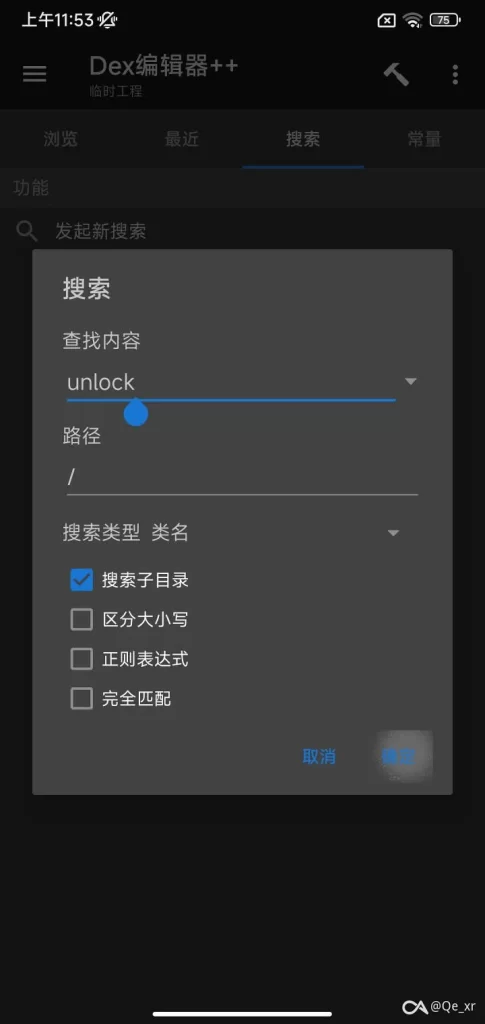 上午11:53
75
Dex编辑器++
临时工程
浏览 最近 搜索 常量
功能
发起新搜索
搜索
查找内容
unlock
路径
/
搜索类型 类名
搜索子目录
区分大小写
正则表达式
完全匹配
取消 确定
@Qe_xr